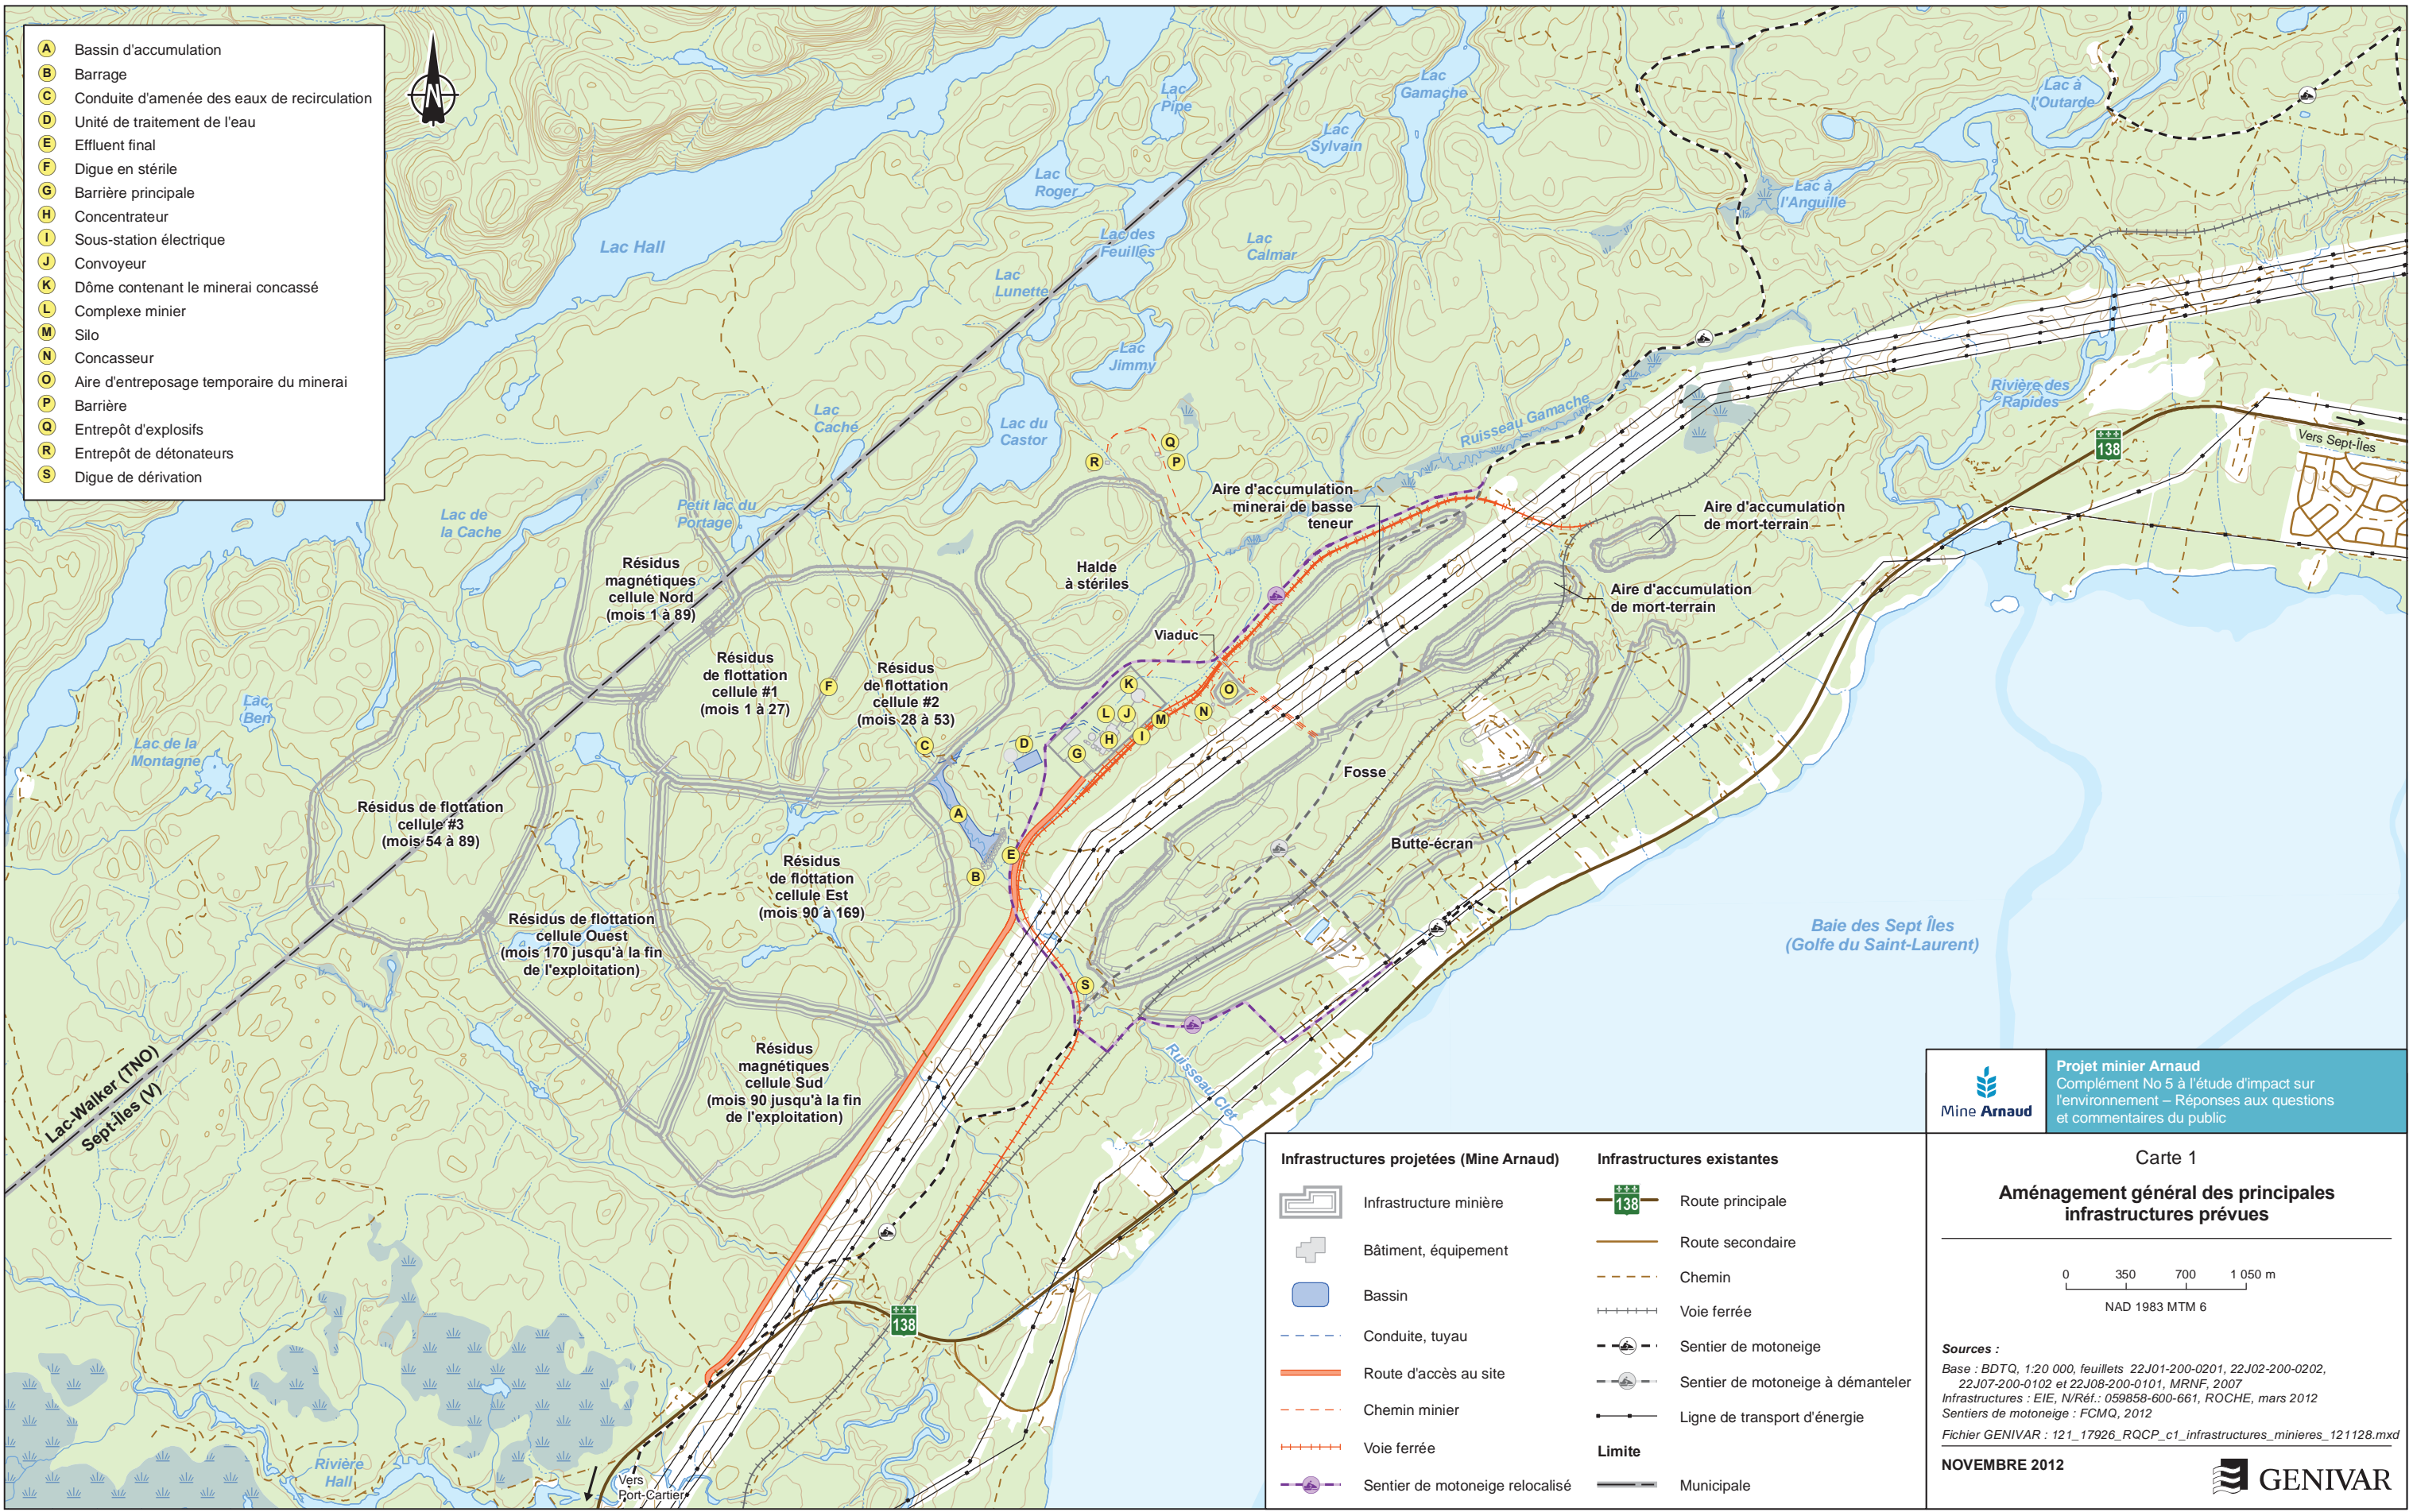 A Bassin d'accumulation
B Barrage
C Conduite d'amenée des eaux de recirculation
D Unité de traitement de l'eau
E Effluent final
F Digue en stérile
G Barrière principale
H Concentrateur
I Sous-station électrique
J Convoyeur
K Dôme contenant le minerai concassé
L Complexe minier
M Silo
N Concasseur
O Aire d'entreposage temporaire du minerai
P Barrière
Q Entrepôt d'explosifs
R Entrepôt de détonateurs
S Digue de dérivation
N
Lac Hall
Lac
Pipe
Lac
Gamache
Lac
Sylvain
Lac
Roger
Lac des
Feuilles
Lac
Calmar
Lac
Lunette
Lac
Jimmy
Lac à
l'Outarde
Lac à
l'Anguille
Rivière des
Rapides
Ruisseau Gamache
Lac
Caché
Lac du
Castor
Lac de
la Cache
Petit lac du
Portage
Lac
Ben
Lac de la
Montagne
138
Vers Sept-Îles
Q
R
P
Aire d'accumulation
minerai de basse
teneur
Aire d'accumulation
de mort-terrain
Aire d'accumulation
de mort-terrain
Résidus
magnétiques
cellule Nord
(mois 1 à 89)
Halde
à stériles
Viaduc
Résidus
de flottation
cellule #1
(mois 1 à 27)
F
Résidus
de flottation
cellule #2
(mois 28 à 53)
K
O
L
J
M
N
C
D
G
H
I
Fosse
Résidus de flottation
cellule #3
(mois 54 à 89)
A
E
B
Butte-écran
Résidus
de flottation
cellule Est
(mois 90 à 169)
Résidus de flottation
cellule Ouest
(mois 170 jusqu'à la fin
de l'exploitation)
S
Baie des Sept Îles
(Golfe du Saint-Laurent)
Résidus
magnétiques
cellule Sud
(mois 90 jusqu'à la fin
de l'exploitation)
Ruisseau Clet
Lac-Walker (TNO)
Sept-Îles (V)
138
Rivière
Hall
Vers
Port-Cartier
Infrastructures projetées (Mine Arnaud)
Infrastructure minière
Bâtiment, équipement
Bassin
Conduite, tuyau
Route d'accès au site
Chemin minier
Voie ferrée
Sentier de motoneige relocalisé
Infrastructures existantes
138 Route principale
Route secondaire
Chemin
Voie ferrée
Sentier de motoneige
Sentier de motoneige à démanteler
Ligne de transport d'énergie
Limite
Municipale
Mine Arnaud
Projet minier Arnaud
Complément No 5 à l'étude d'impact sur
l'environnement – Réponses aux questions
et commentaires du public
Carte 1
Aménagement général des principales
infrastructures prévues
0 350 700 1 050 m
NAD 1983 MTM 6
Sources :
Base : BDTQ, 1:20 000, feuillets 22J01-200-0201, 22J02-200-0202,
22J07-200-0102 et 22J08-200-0101, MRNF, 2007
Infrastructures : EIE, N/Réf.: 059858-600-661, ROCHE, mars 2012
Sentiers de motoneige : FCMQ, 2012
Fichier GENIVAR : 121_17926_RQCP_c1_infrastructures_minieres_121128.mxd
NOVEMBRE 2012
GENIVAR